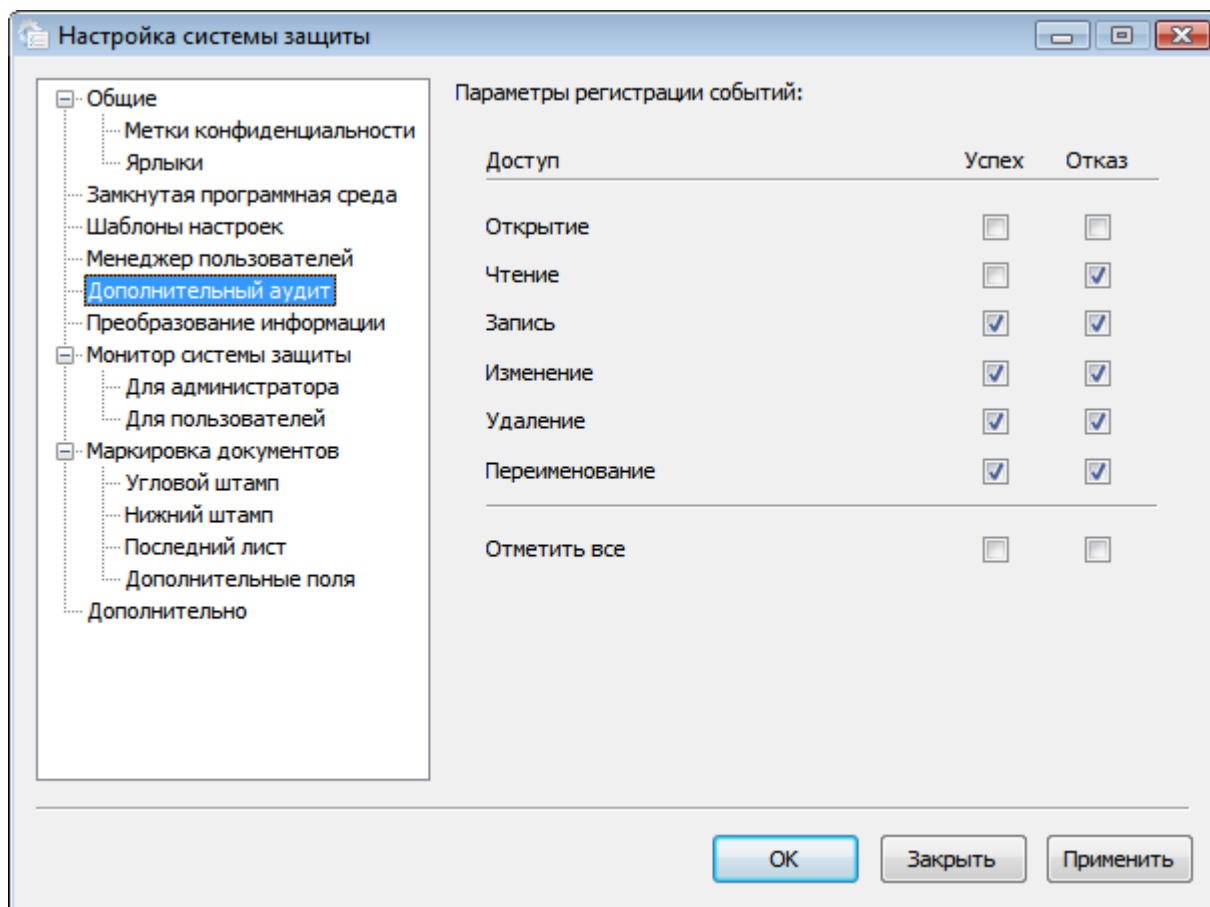 Настройка системы защиты
Общие
Метки конфиденциальности
Ярлыки
Замкнутая программная среда
Шаблоны настроек
Менеджер пользователей
Дополнительный аудит
Преобразование информации
Монитор системы защиты
Для администратора
Для пользователей
Маркировка документов
Угловой штамп
Нижний штамп
Последний лист
Дополнительные поля
Дополнительно
Параметры регистрации событий:
Доступ Успех Отказ
Открытие
Чтение
Запись
Изменение
Удаление
Переименование
Отметить все
ОК Закрыть Применить